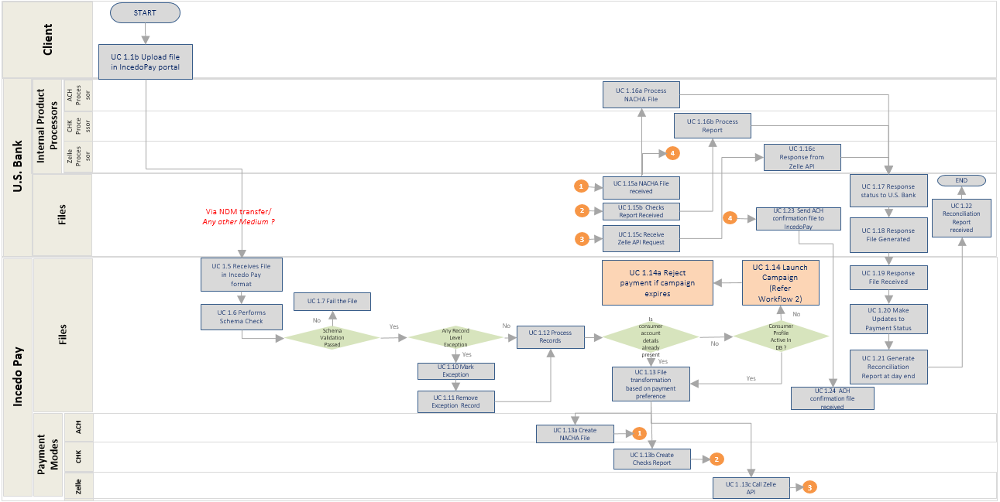 START
Client
UC 1.1b Upload file
in IncedoPay portal
U.S. Bank
Internal Product
Processors
ACH
Proces
sor
CHK
Proce
ssor
Zelle
Proces
sor
UC 1.16a Process
NACHA File
UC 1.16b Process
Report
UC 1.16c
Response from
Zelle API
4
Files
Via NDM transfer/
Any other Medium ?
1
UC 1.15a NACHA File
received
2
UC 1.15b Checks
Report Received
3
UC 1.15c Receive
Zelle API Request
4
UC 1.23 Send ACH
confirmation file to
IncedoPay
UC 1.17 Response
status to U.S. Bank
UC 1.18 Response
File Generated
END
UC 1.22
Reconciliation
Report
received
Incedo Pay
Files
UC 1.5 Receives File
in Incedo Pay
format
UC 1.6 Performs
Schema Check
UC 1.7 Fail the File
No
Schema
Validation
Passed
Yes
Any Record
Level
Exception
No
Yes
UC 1.10 Mark
Exception
UC 1.11 Remove
Exception Record
UC 1.12 Process
Records
UC 1.14a Reject
payment if campaign
expires
UC 1.14 Launch
Campaign
(Refer
Workflow 2)
Is
consumer
account
details
already
present
No
Yes
Consumer
Profile
Active In
DB ?
No
Yes
UC 1.13 File
transformation
based on payment
preference
UC 1.19 Response
File Received
UC 1.20 Make
Updates to
Payment Status
UC 1.21 Generate
Reconciliation
Report at day end
UC 1.24 ACH
confirmation file
received
Payment
Modes
ACH
UC 1.13a Create
NACHA File
1
CHK
UC 1.13b Create
Checks Report
2
Zelle
UC 1 .13c Call Zelle
API
3